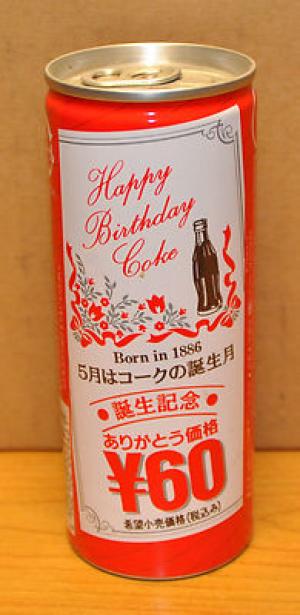 Happy
Birthday
Coke
Born in 1886
5月はコークの誕生月
・誕生記念・
ありがとう価格
¥60
希望小売価格(税込み)